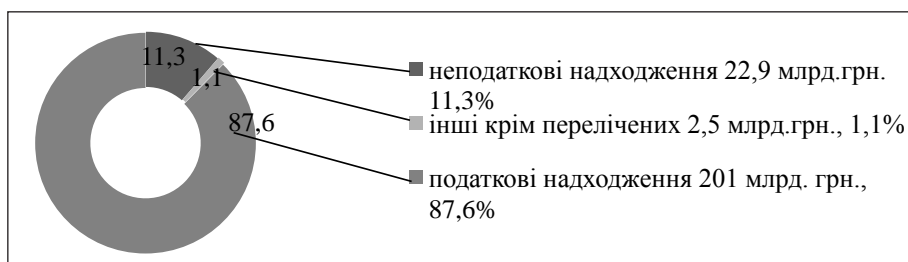 11,3
1,1
87,6
неподаткові надходження 22,9 млрд.грн.
11,3%
інші крім перелічених 2,5 млрд.грн., 1,1%
податкові надходження 201 млрд. грн.,
87,6%